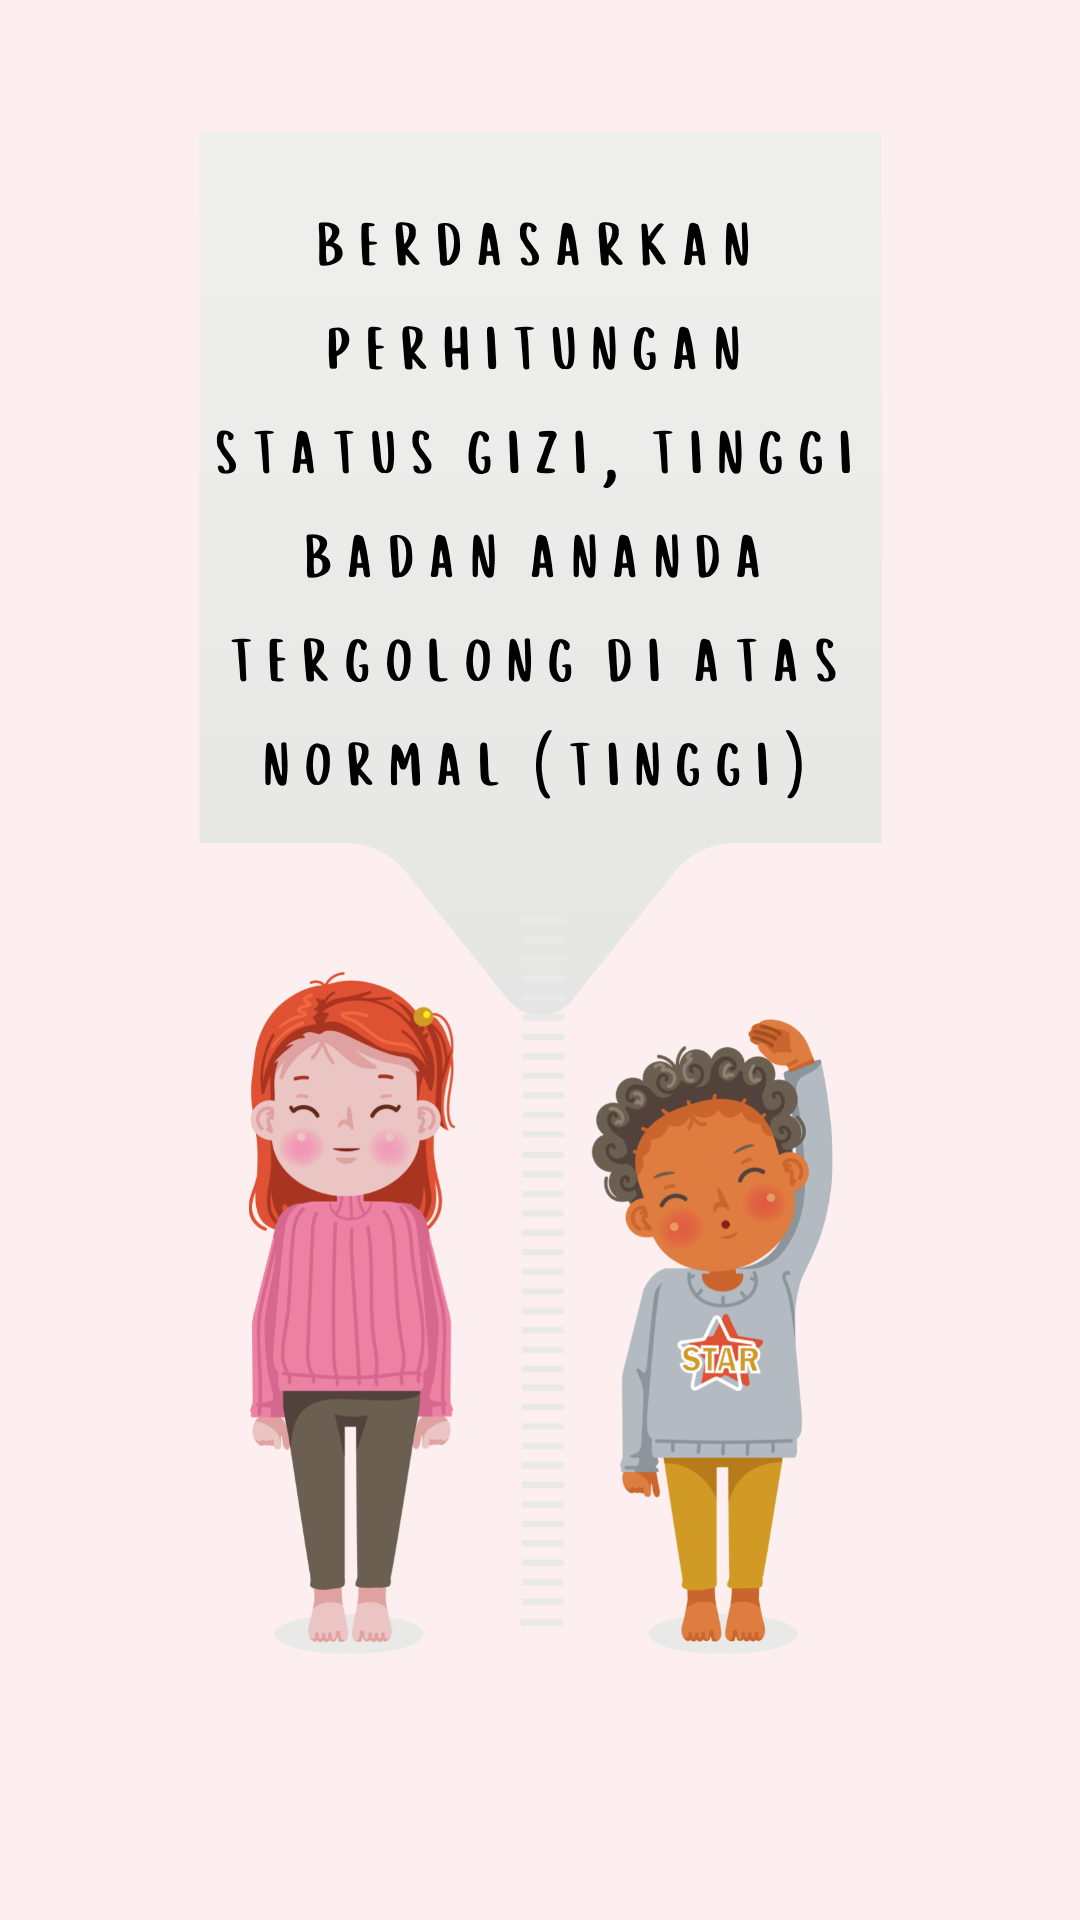 BERDASARKAN
PERHITUNGAN
STATUS GIZI, TINGGI
BADAN ANANDA
TERGOLONG DI ATAS
NORMAL (TINGGI)
STAR